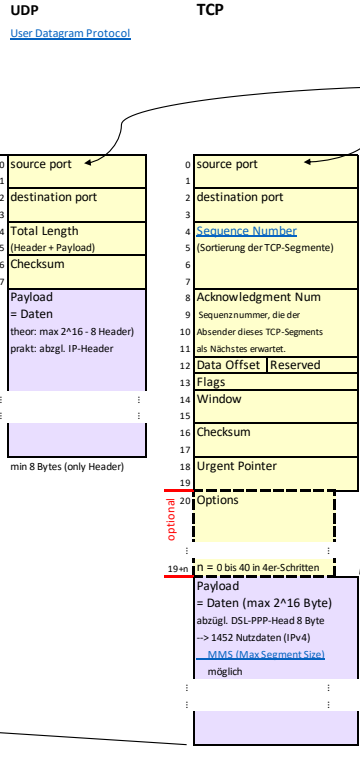 UDP
User Datagram Protocol
0 source port
1
2 destination port
3
4 Total Length
5 (Header + Payload)
6 Checksum
7
Payload
= Daten
theor: max 2^16 - 8 Header)
prakt: abzgl. IP-Header
min 8 Bytes (only Header)
TCP
0 source port
1
2 destination port
3
4 Sequence Number
5 (Sortierung der TCP-Segmente)
6
7
8 Acknowledgment Num
9 Sequenznummer, die der
10 Absender dieses TCP-Segments
11 als Nächstes erwartet.
12 Data Offset Reserved
13 Flags
14 Window
15
16 Checksum
17
18 Urgent Pointer
19
optional
20 Options
19+n n = 0 bis 40 in 4er-Schritten
Payload
= Daten (max 2^16 Byte)
abzügl. DSL-PPP-Head 8 Byte
--> 1452 Nutzdaten (IPv4)
MMS (Max Segment Size)
möglich